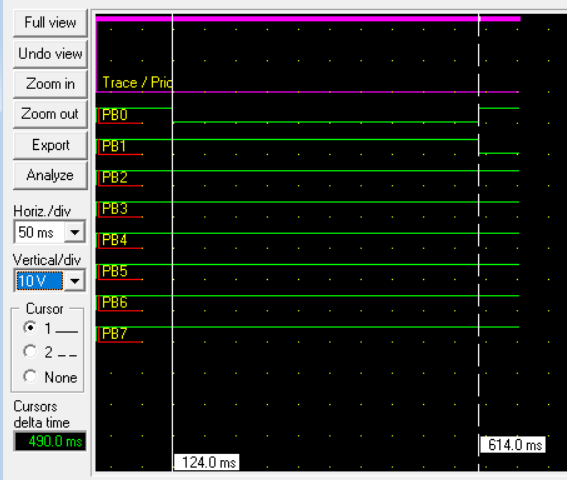 Full view
Undo view
Zoom in
Zoom out
Export
Analyze
Horiz./div
50 ms
Vertical/div
10 V
Cursor
1
2
None
Cursors
delta time
490.0 ms
Trace / Pric
PB0
PB1
PB2
PB3
PB4
PB5
PB6
PB7
124.0 ms
614.0 ms